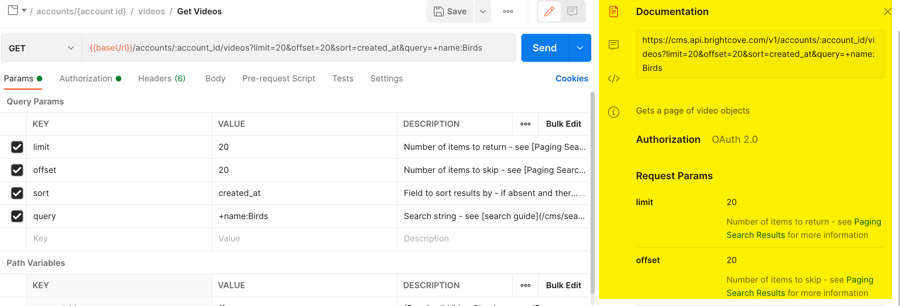 / accounts/{account id} / videos / Get Videos
Save
GET
{{baseUrl}}/accounts/:account_id/videos?limit=20&offset=20&sort=created_at&query=+name:Birds
Send
Params Authorization Headers (6) Body Pre-request Script Tests Settings Cookies
Query Params
KEY VALUE DESCRIPTION Bulk Edit
limit 20 Number of items to return - see [Paging Sea...
offset 20 Number of items to skip - see [Paging Searc...
sort created_at Field to sort results by - if absent and ther...
query +name:Birds Search string - see [search guide](/cms/sea...
Key Value Description
Path Variables
Documentation
https://cms.api.brightcove.com/v1/accounts/:account_id/vi
deos?limit=20&offset=20&sort=created_at&query=+name:
Birds
Gets a page of video objects
Authorization OAuth 2.0
Request Params
limit 20
Number of items to return - see Paging
Search Results for more information
offset 20
Number of items to skip - see Paging
Search Results for more information